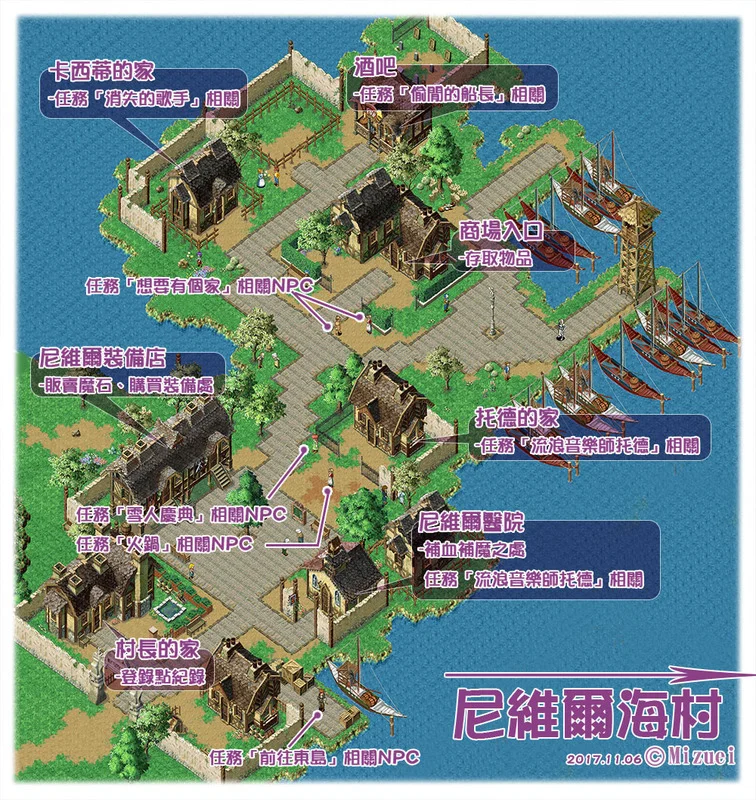 卡西蒂的家
-任務「消失的歌手」相關
酒吧
-任務「偷閒的船長」相關
商場入口
-存取物品
任務「想要有個家」相關NPC
尼維爾裝備店
-販賣魔石、購買裝備處
托德的家
-任務「流浪音樂師托德」相關
任務「雪人慶典」相關NPC
任務「火鍋」相關NPC
尼維爾醫院
-補血補魔之處
任務「流浪音樂師托德」相關
村長的家
-登錄點紀錄
任務「前往東島」相關NPC
尼維爾海村
2017.11.06 ©Mizuei